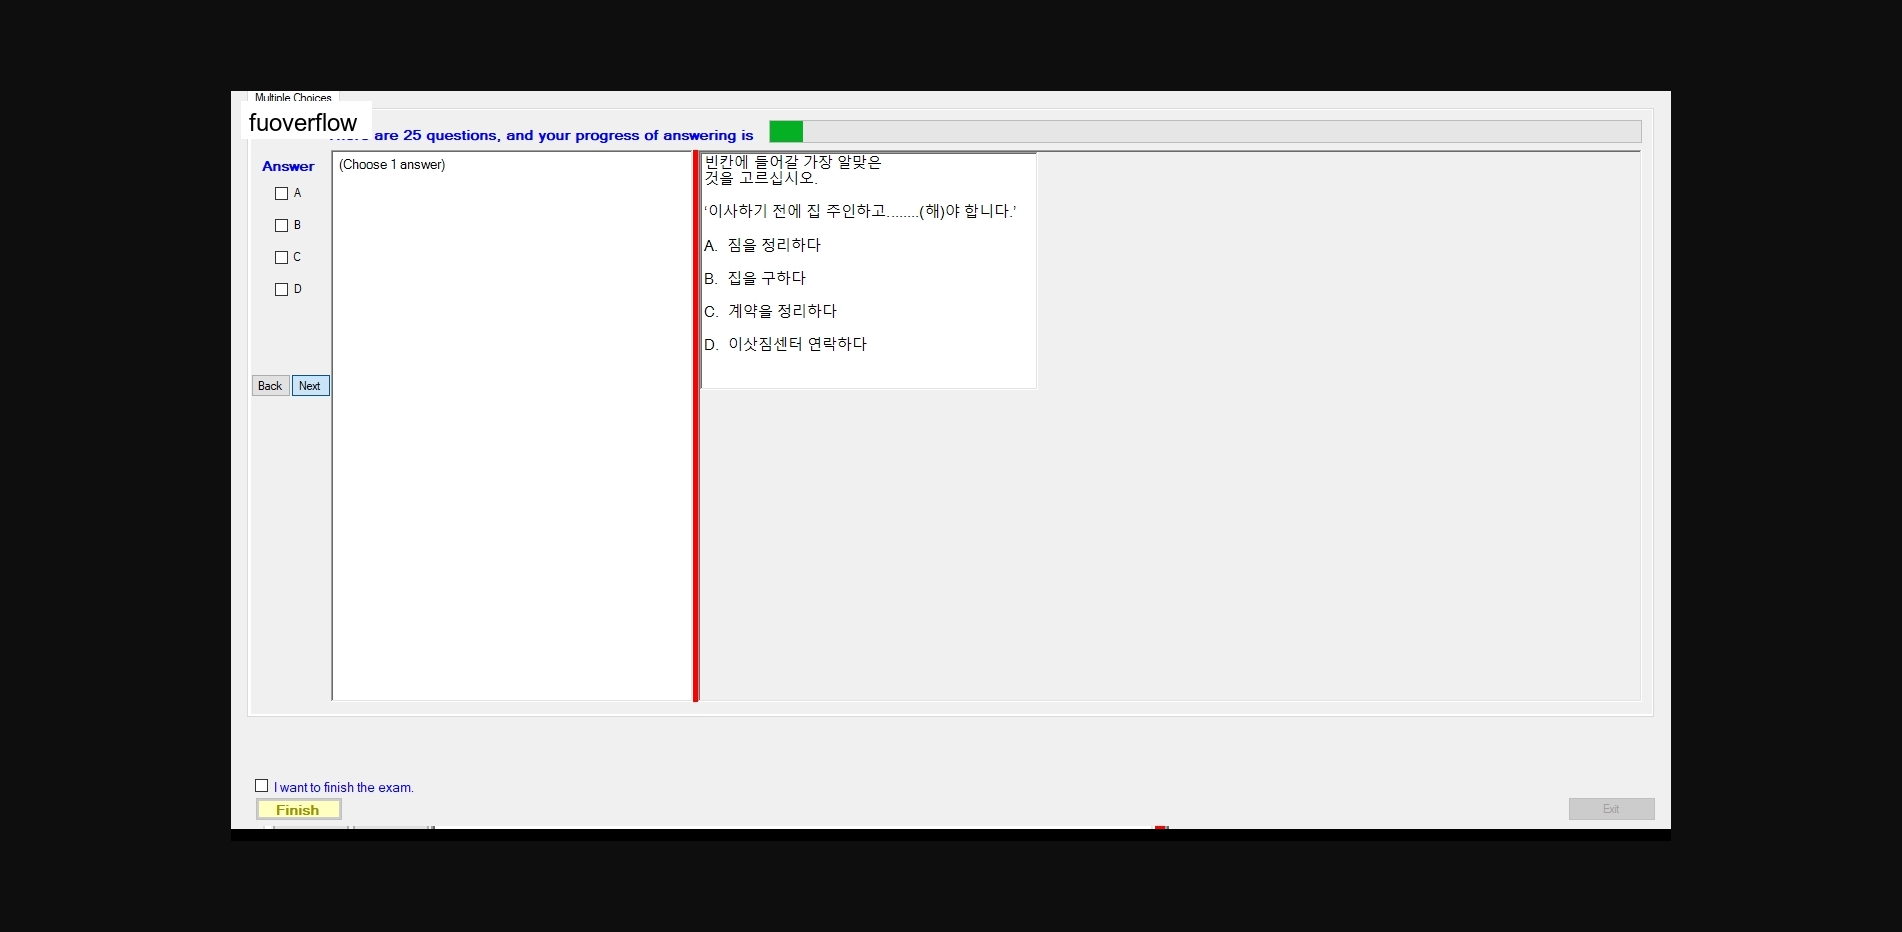 Multiple Choices
fuoverflow
are 25 questions, and your progress of answering is
Answer
A
B
C
D
Back
Next
(Choose 1 answer)
빈칸에 들어갈 가장 알맞은
것을 고르십시오.
‘이사하기 전에 집 주인하고........(해)야 합니다.’
A. 짐을 정리하다
B. 집을 구하다
C. 계약을 정리하다
D. 이삿짐센터 연락하다
I want to finish the exam.
Finish
Exit